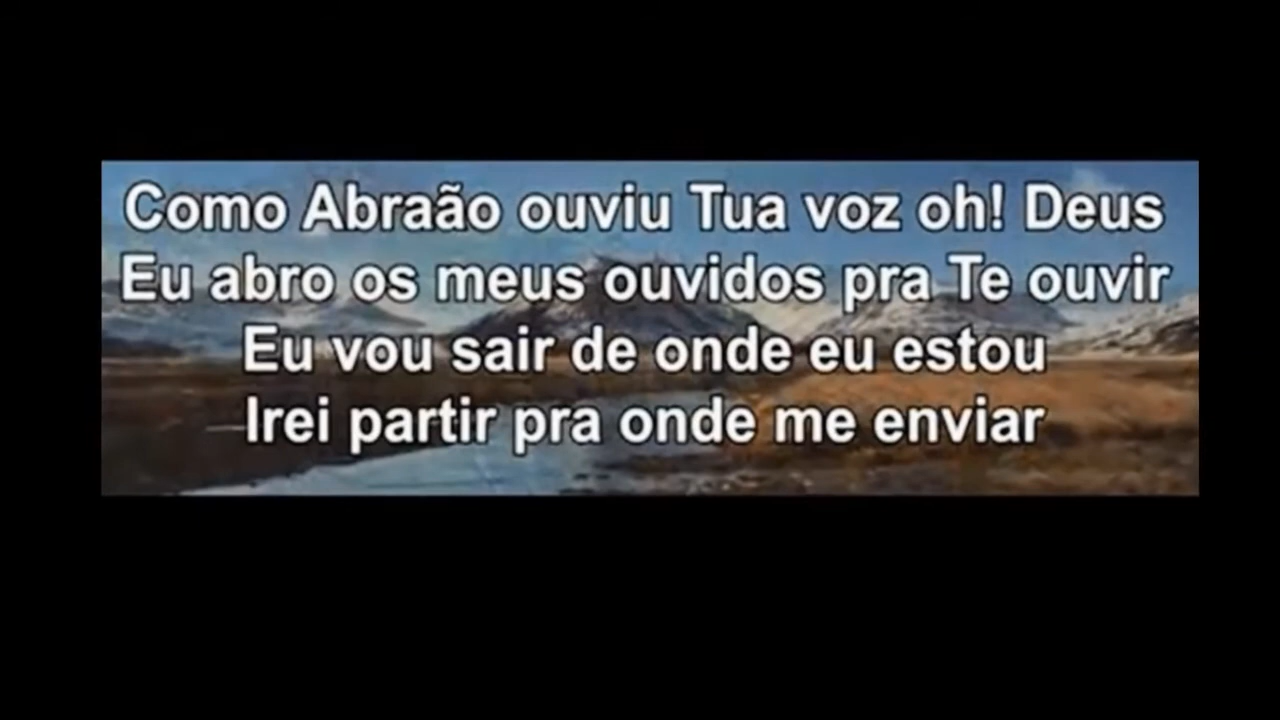 Como Abraão ouviu Tua voz oh! Deus
Eu abro os meus ouvidos pra Te ouvir
Eu vou sair de onde eu estou
Irei partir pra onde me enviar